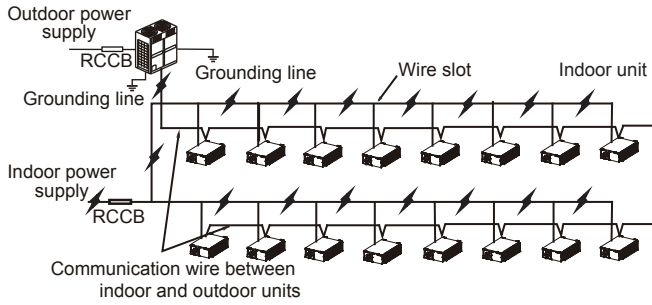 Outdoor power
supply
RCCB
Grounding line
Grounding line
Wire slot
Indoor unit
Indoor power
supply
RCCB
Communication wire between
indoor and outdoor units